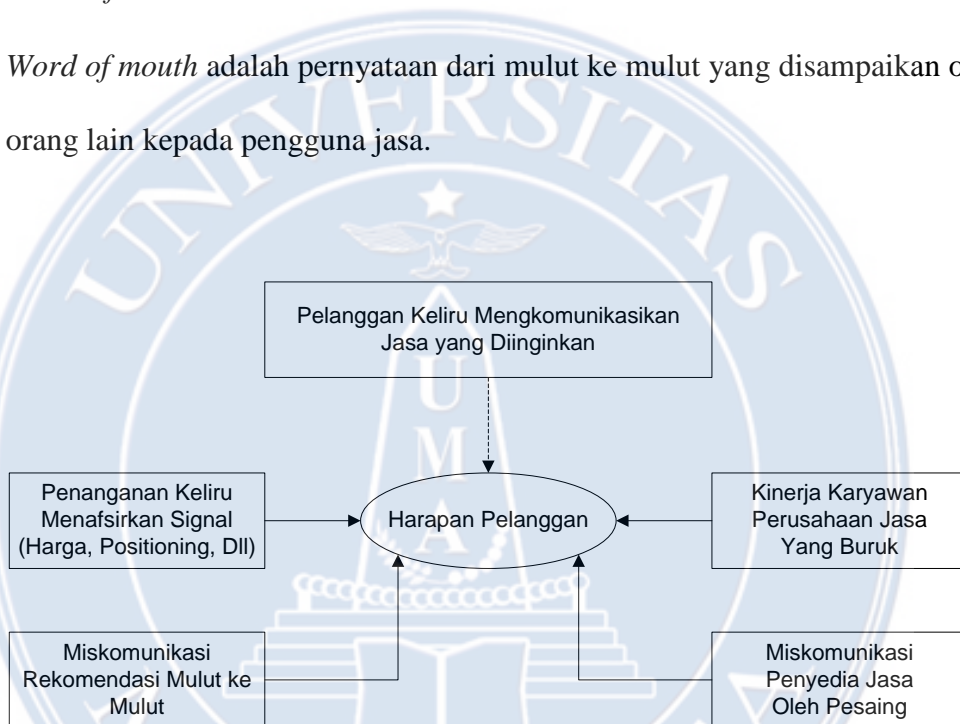 Word of mouth adalah pernyataan dari mulut ke mulut yang disampaikan
orang lain kepada pengguna jasa.
UNIVERSITAS
Pelanggan Keliru Mengkomunikasikan
Jasa yang Diinginkan
U
M
A
Penanganan Keliru
Menafsirkan Signal
(Harga, Positioning, Dll)
Harapan Pelanggan
Kinerja Karyawan
Perusahaan Jasa
Yang Buruk
Miskomunikasi
Rekomendasi Mulut ke
Mulut
Miskomunikasi
Penyedia Jasa
Oleh Pesaing